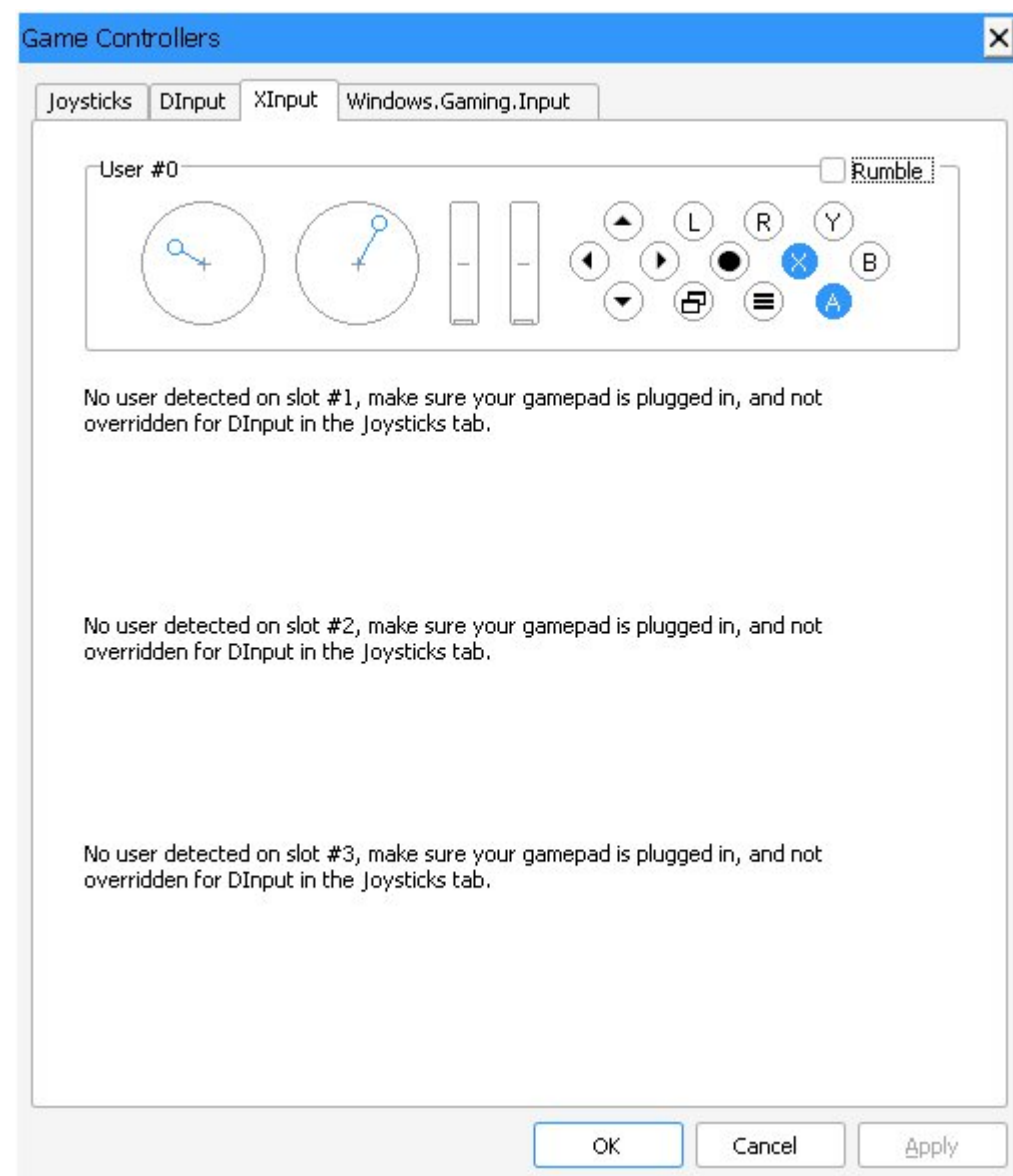 Game Controllers
Joysticks DInput XInput Windows.Gaming.Input
User #0 Rumble
L R Y
X B
A
No user detected on slot #1, make sure your gamepad is plugged in, and not
overridden for DInput in the Joysticks tab.
No user detected on slot #2, make sure your gamepad is plugged in, and not
overridden for DInput in the Joysticks tab.
No user detected on slot #3, make sure your gamepad is plugged in, and not
overridden for DInput in the Joysticks tab.
OK Cancel Apply